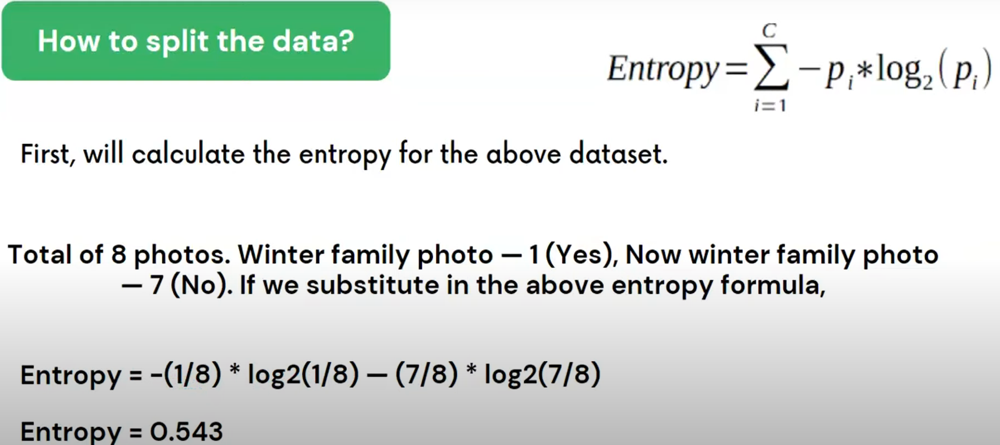 How to split the data?
Entropy = \sum_{i=1}^{C} -p_i * log_2(p_i)
First, will calculate the entropy for the above dataset.
Total of 8 photos. Winter family photo — 1 (Yes), Now winter family photo
— 7 (No). If we substitute in the above entropy formula,
Entropy = -(1/8) * log2(1/8) — (7/8) * log2(7/8)
Entropy = 0.543